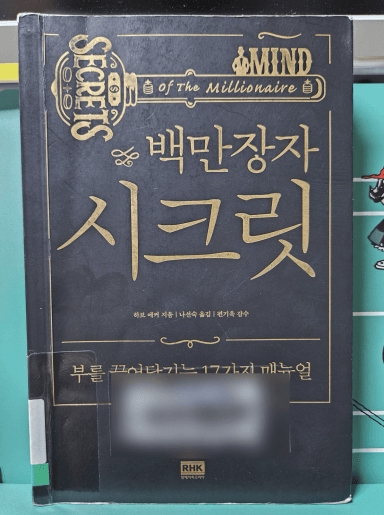 SECRETS
MIND
Of The Millionaire
백만장자
시크릿
하브 에커 지음 | 나선숙 옮김 | 편기욱 감수
부를 끌어당기는 17가지 매뉴얼
RHK